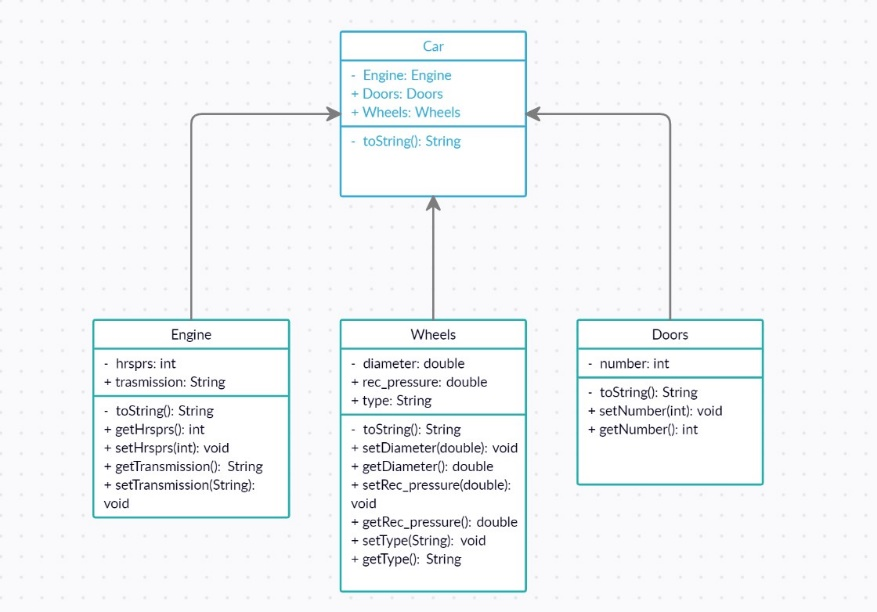 Car
- Engine: Engine
+ Doors: Doors
+ Wheels: Wheels
- toString(): String
Engine
- hrsprs: int
+ trasmission: String
- toString(): String
+ getHrsprs(): int
+ setHrsprs(int): void
+ getTransmission(): String
+ setTransmission(String):
void
Wheels
- diameter: double
+ rec_pressure: double
+ type: String
- toString(): String
+ setDiameter(double): void
+ getDiameter(): double
+ setRec_pressure(double):
void
+ getRec_pressure(): double
+ setType(String): void
+ getType(): String
Doors
- number: int
- toString(): String
+ setNumber(int): void
+ getNumber(): int